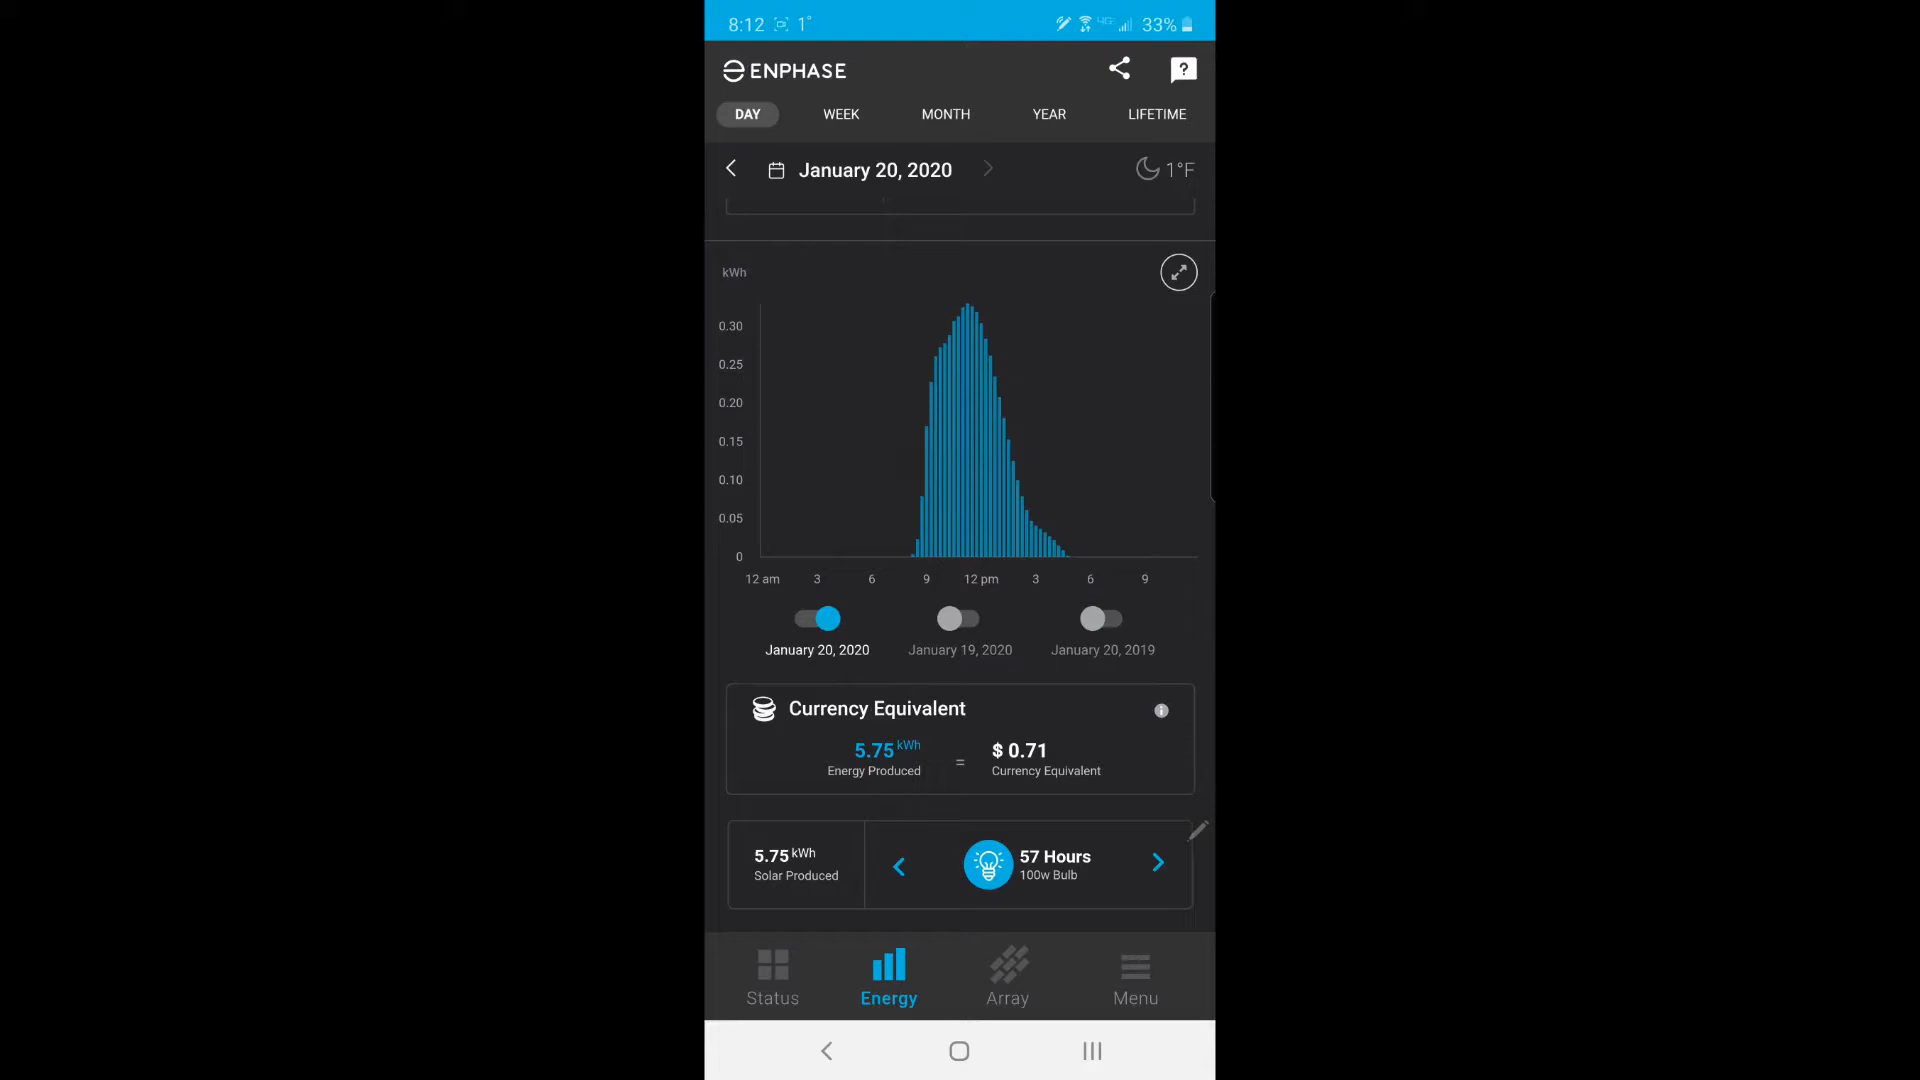 8:12 1° 4G 33%
ENPHASE ?
DAY WEEK MONTH YEAR LIFETIME
January 20, 2020 1°F
kWh
0.30
0.25
0.20
0.15
0.10
0.05
0
12 am 3 6 9 12 pm 3 6 9
January 20, 2020 January 19, 2020 January 20, 2019
Currency Equivalent i
5.75 kWh = $ 0.71
Energy Produced Currency Equivalent
5.75 kWh 57 Hours
Solar Produced 100w Bulb
Status Energy Array Menu